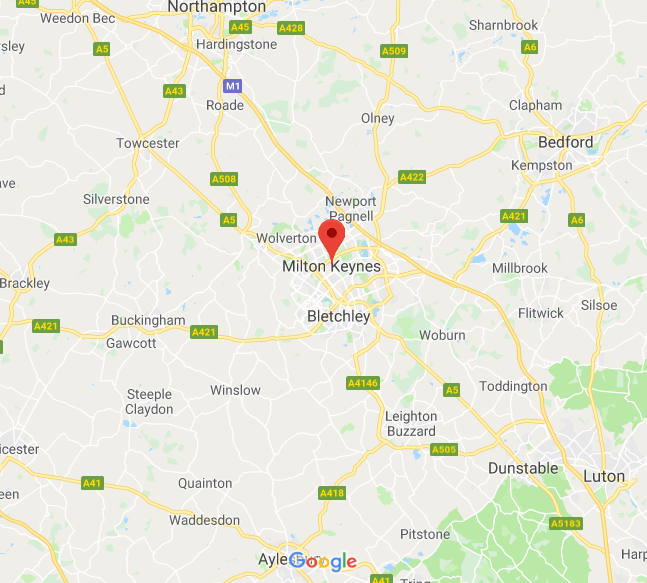 A45
Northampton
Weedon Bec
A45
A428
Sharnbrook
Hardingstone
A5
A509
A6
M1
A43
Roade
Clapham
Olney
Towcester
Bedford
Kempston
A508
A422
Silverstone
Newport
Pagnell
A5
A421
A6
Wolverton
A43
Milton Keynes
Millbrook
Brackley
Silsoe
Flitwick
Bletchley
Buckingham
A421
A421
Woburn
Gawcott
A4146
Toddington
Winslow
A5
Steeple
Claydon
Leighton
Buzzard
A505
Dunstable
Luton
A41
Quainton
A418
Waddesdon
A5183
Pitstone
Google
A41